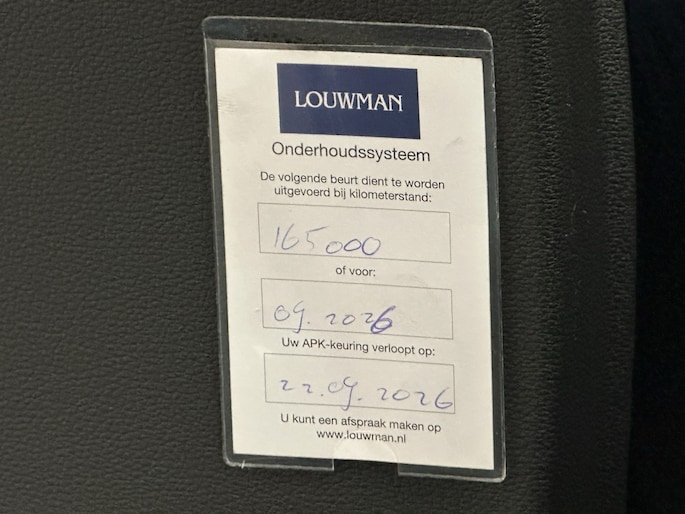 LOUWMAN
Onderhoudssysteem
De volgende beurt dient te worden
uitgevoerd bij kilometerstand:
165000
of voor:
09.2026
Uw APK-keuring verloopt op:
22.09.2026
U kunt een afspraak maken op
www.louwman.nl